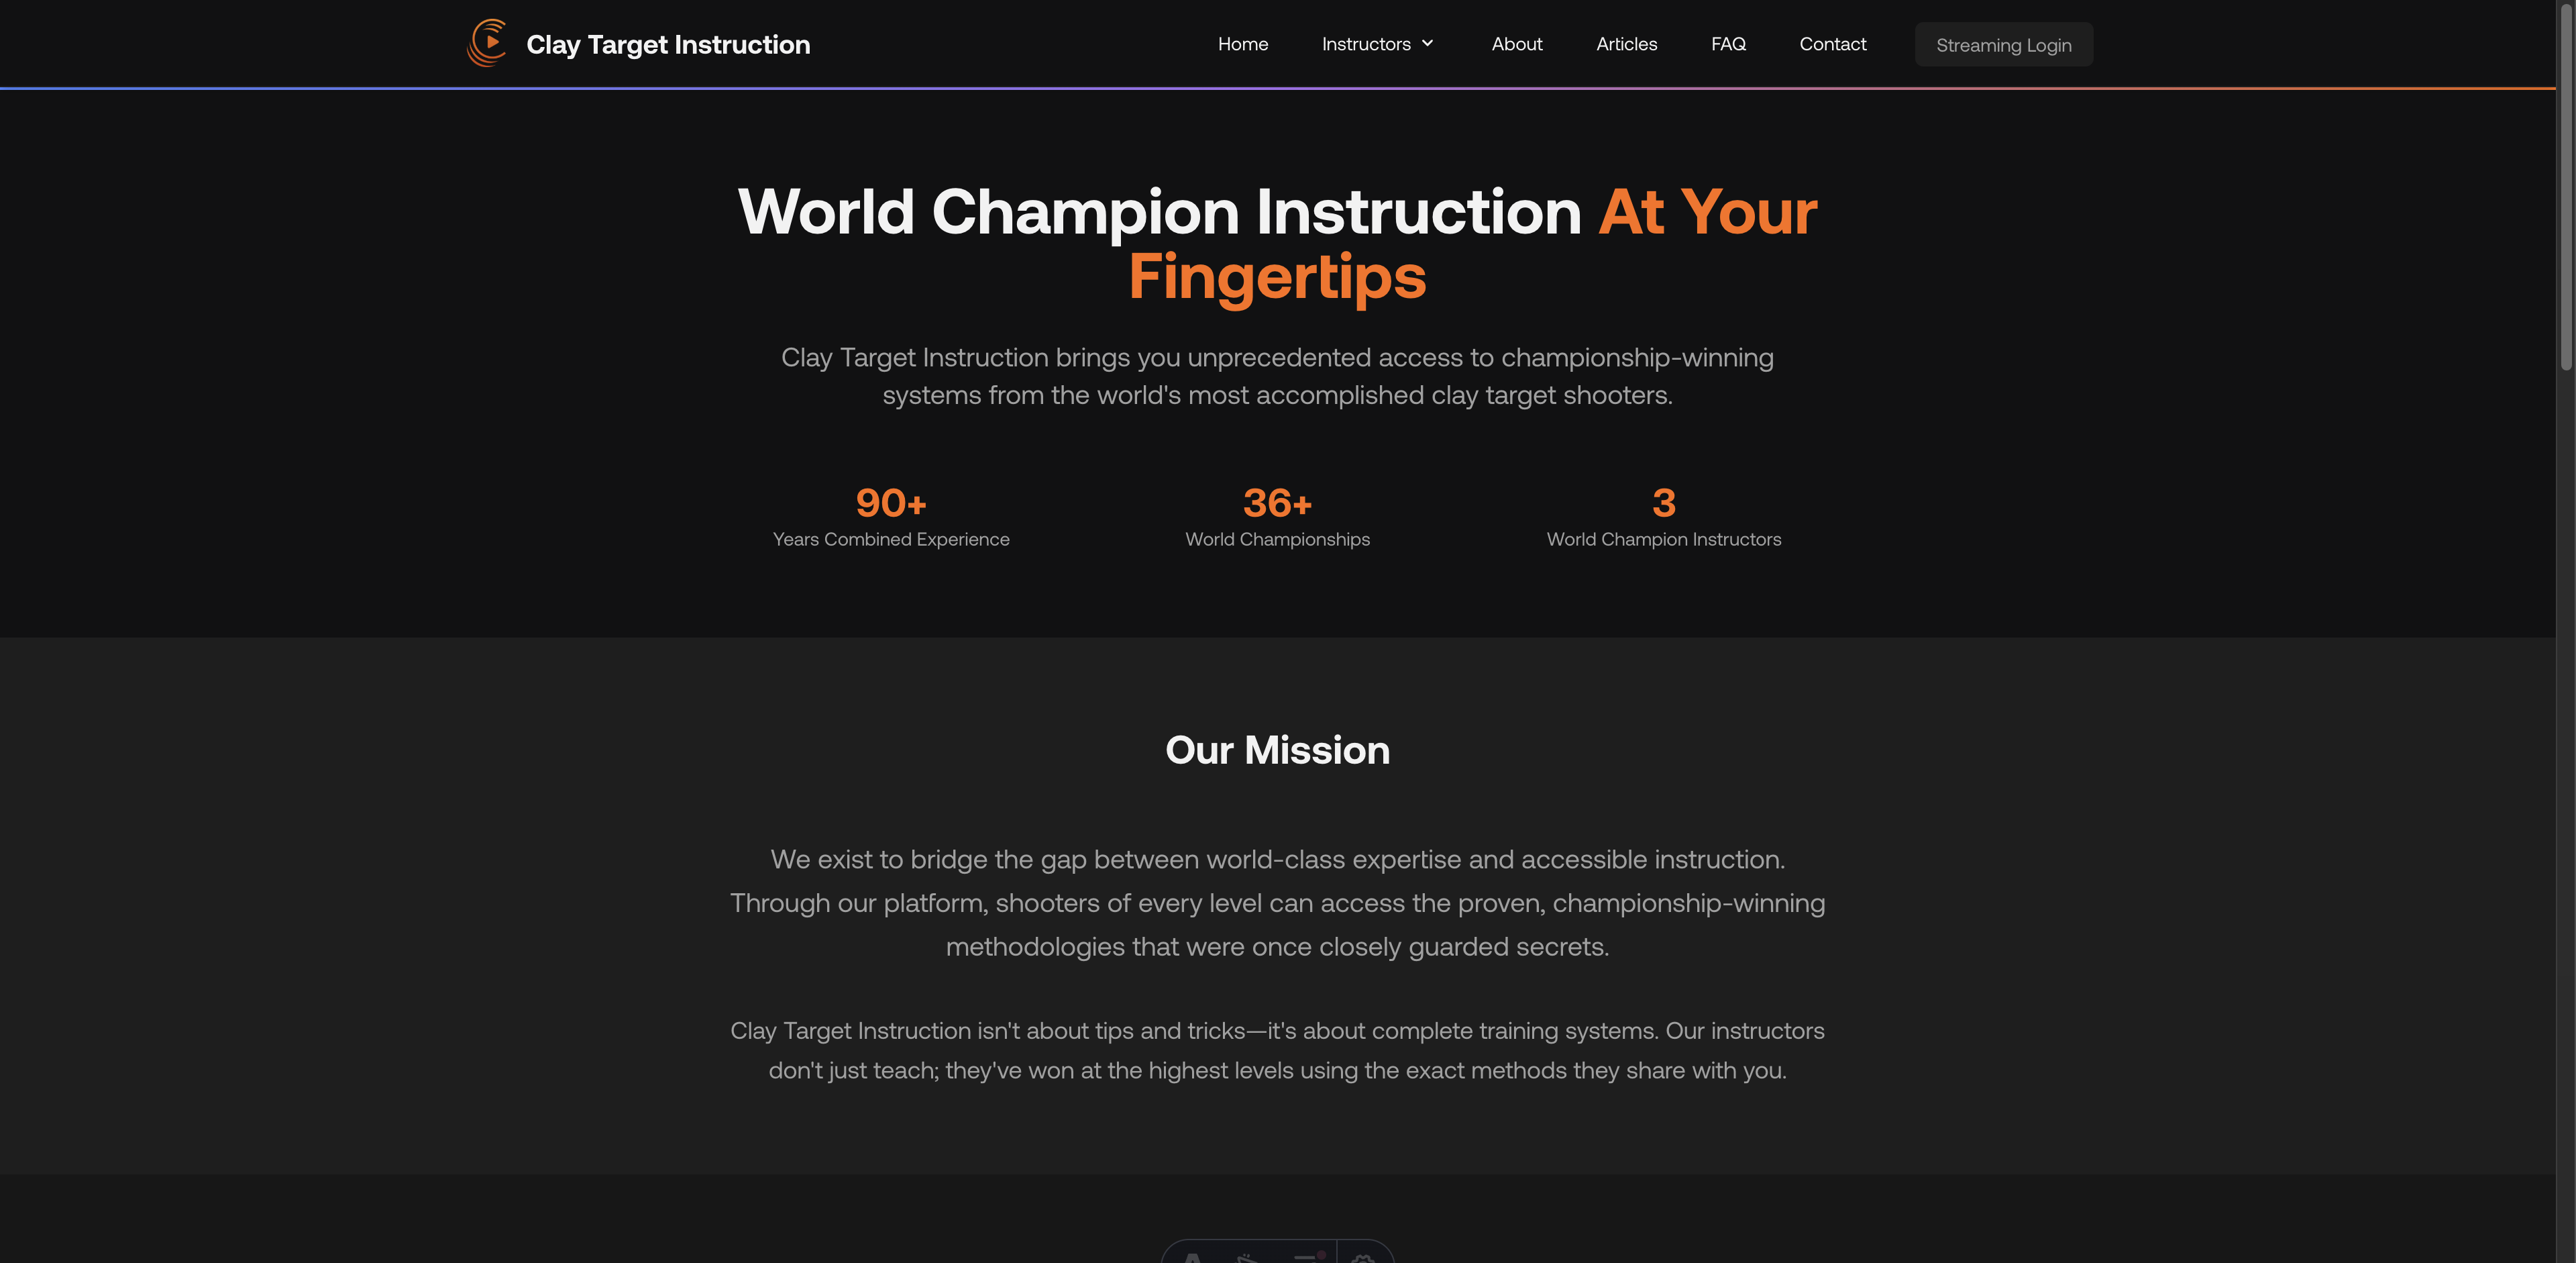 Clay Target Instruction
Home
Instructors
About
Articles
FAQ
Contact
Streaming Login
World Champion Instruction At Your
Fingertips
Clay Target Instruction brings you unprecedented access to championship-winning
systems from the world's most accomplished clay target shooters.
90+
Years Combined Experience
36+
World Championships
3
World Champion Instructors
Our Mission
We exist to bridge the gap between world-class expertise and accessible instruction.
Through our platform, shooters of every level can access the proven, championship-winning
methodologies that were once closely guarded secrets.
Clay Target Instruction isn't about tips and tricks—it's about complete training systems. Our instructors
don't just teach; they've won at the highest levels using the exact methods they share with you.